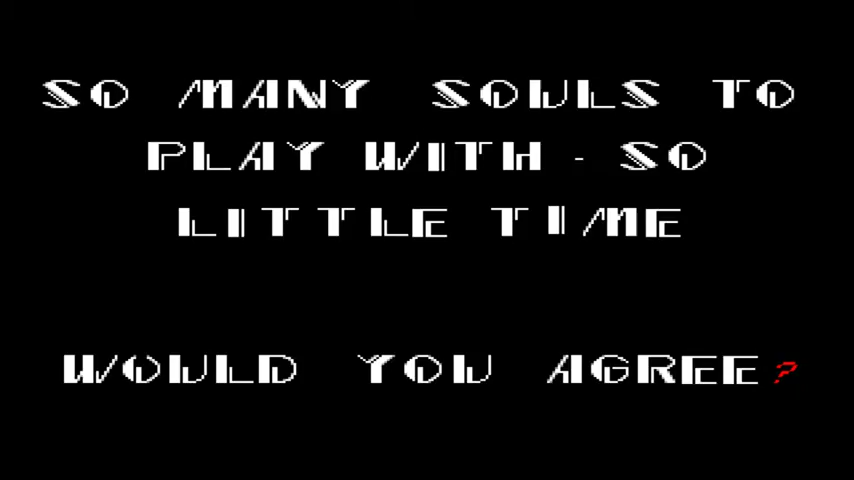 SO MANY SOULS TO
PLAY WITH - SO
LITTLE TIME
WOULD YOU AGREE?